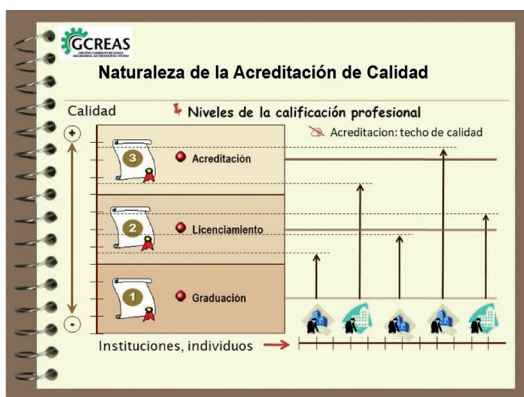 GCREAS
Naturaleza de la Acreditación de Calidad
Calidad
Niveles de la calificación profesional
Acreditacion: techo de calidad
+
3
Acreditación
2
Licenciamiento
1
Graduación
-
Instituciones, individuos